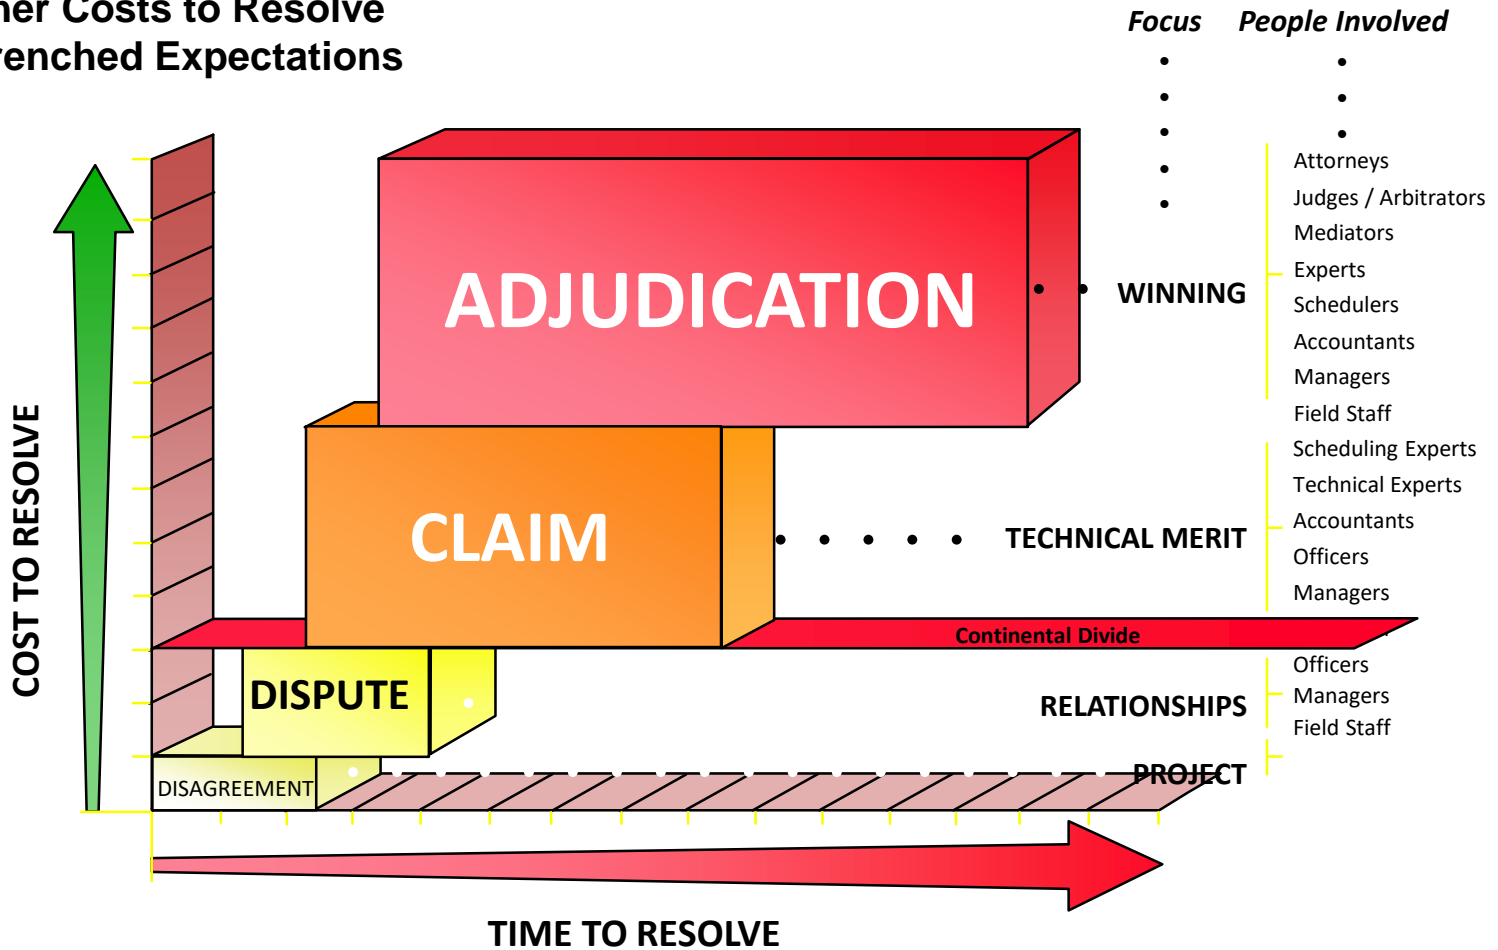 her Costs to Resolve
renched Expectations
Focus People Involved
Attorneys
Judges / Arbitrators
Mediators
Experts
Schedulers
Accountants
Managers
Field Staff
Scheduling Experts
Technical Experts
Accountants
Officers
Managers
Officers
Managers
Field Staff
ADJUDICATION
WINNING
CLAIM
TECHNICAL MERIT
Continental Divide
DISPUTE
RELATIONSHIPS
DISAGREEMENT
PROJECT
COST TO RESOLVE
TIME TO RESOLVE